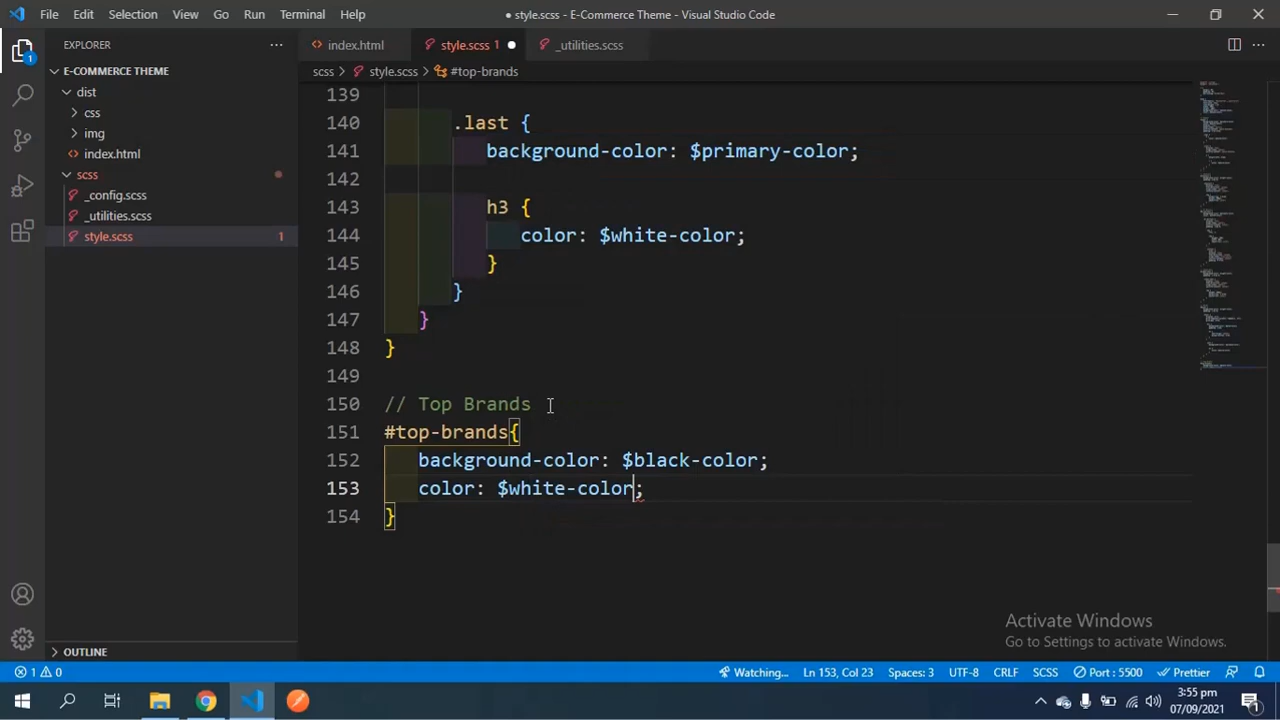 File Edit Selection View Go Run Terminal Help
● style.scss - E-Commerce Theme - Visual Studio Code
EXPLORER
index.html
style.scss 1
_utilities.scss
scss > style.scss > #top-brands
E-COMMERCE THEME
dist
css
img
index.html
scss
_config.scss
_utilities.scss
style.scss 1
139
140 .last {
141 background-color: $primary-color;
142
143 h3 {
144 color: $white-color;
145 }
146 }
147 }
148 }
149
150 // Top Brands
151 #top-brands{
152 background-color: $black-color;
153 color: $white-color;
154 }
OUTLINE
Activate Windows
Go to Settings to activate Windows.
1 0
Watching... Ln 153, Col 23 Spaces: 3 UTF-8 CRLF SCSS Port : 5500 Prettier
3:55 pm
07/09/2021
1
1